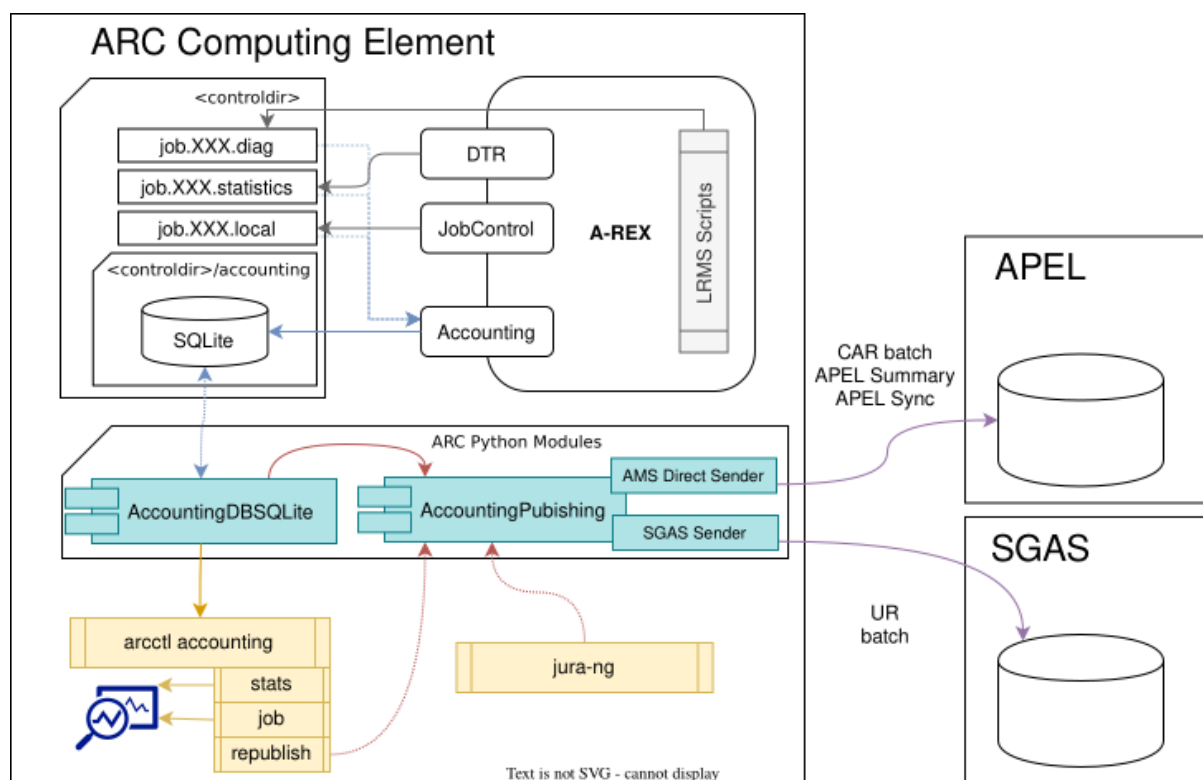 ARC Computing Element
<controldir>
job.XXX.diag
job.XXX.statistics
job.XXX.local
<controldir>/accounting
SQLite
DTR
JobControl
Accounting
A-REX
LRMS Scripts
APEL
CAR batch
APEL Summary
APEL Sync
ARC Python Modules
AccountingDBSQLite
AccountingPubishing
AMS Direct Sender
SGAS Sender
SGAS
UR
batch
arcctl accounting
stats
job
republish
jura-ng
Text is not SVG - cannot display